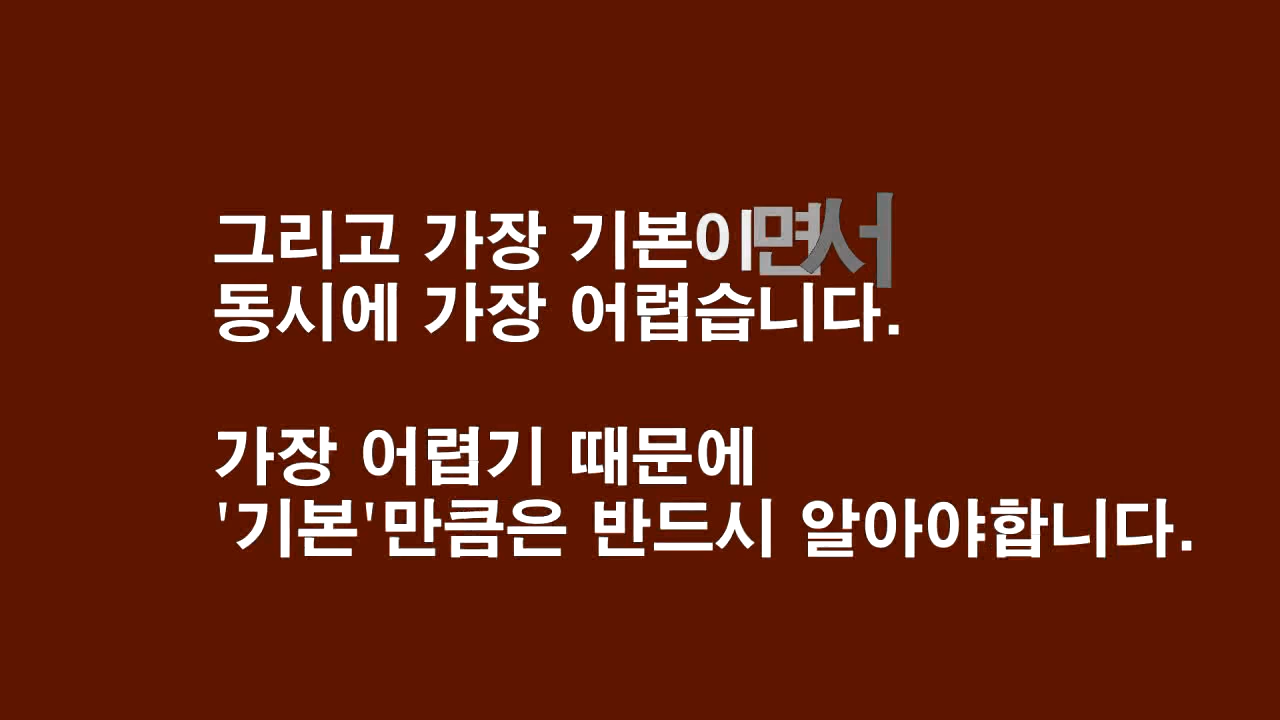 그리고 가장 기본이면서
동시에 가장 어렵습니다.
가장 어렵기 때문에
'기본'만큼은 반드시 알아야합니다.